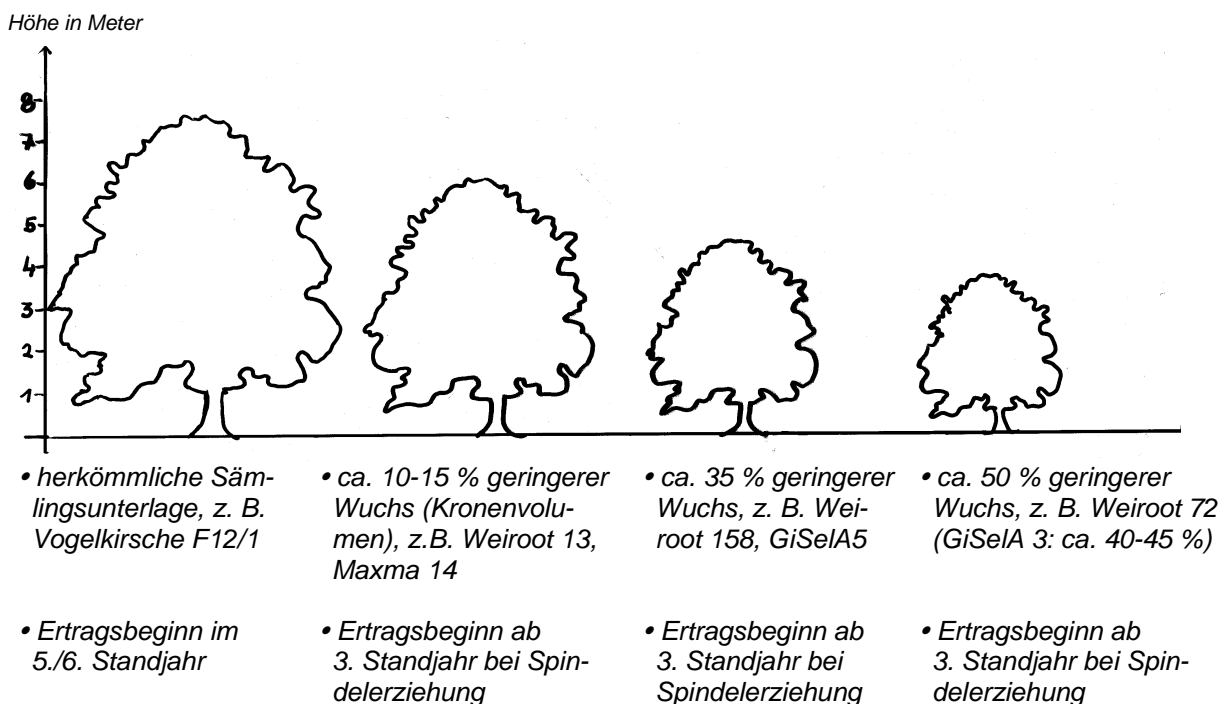 Höhe in Meter
8
7
6
5
4
3
2
1
• herkömmliche Säm-
lingsunterlage, z. B.
Vogelkirsche F12/1
• Ertragsbeginn im
5./6. Standjahr
• ca. 10-15 % geringerer
Wuchs (Kronenvolu-
men), z.B. Weiroot 13,
Maxma 14
• Ertragsbeginn ab
3. Standjahr bei Spin-
delerziehung
• ca. 35 % geringerer
Wuchs, z. B. Wei-
root 158, GiSelA5
• Ertragsbeginn ab
3. Standjahr bei
Spindelerziehung
• ca. 50 % geringerer
Wuchs, z. B. Weiroot 72
(GiSelA 3: ca. 40-45 %)
• Ertragsbeginn ab
3. Standjahr bei Spin-
delerziehung